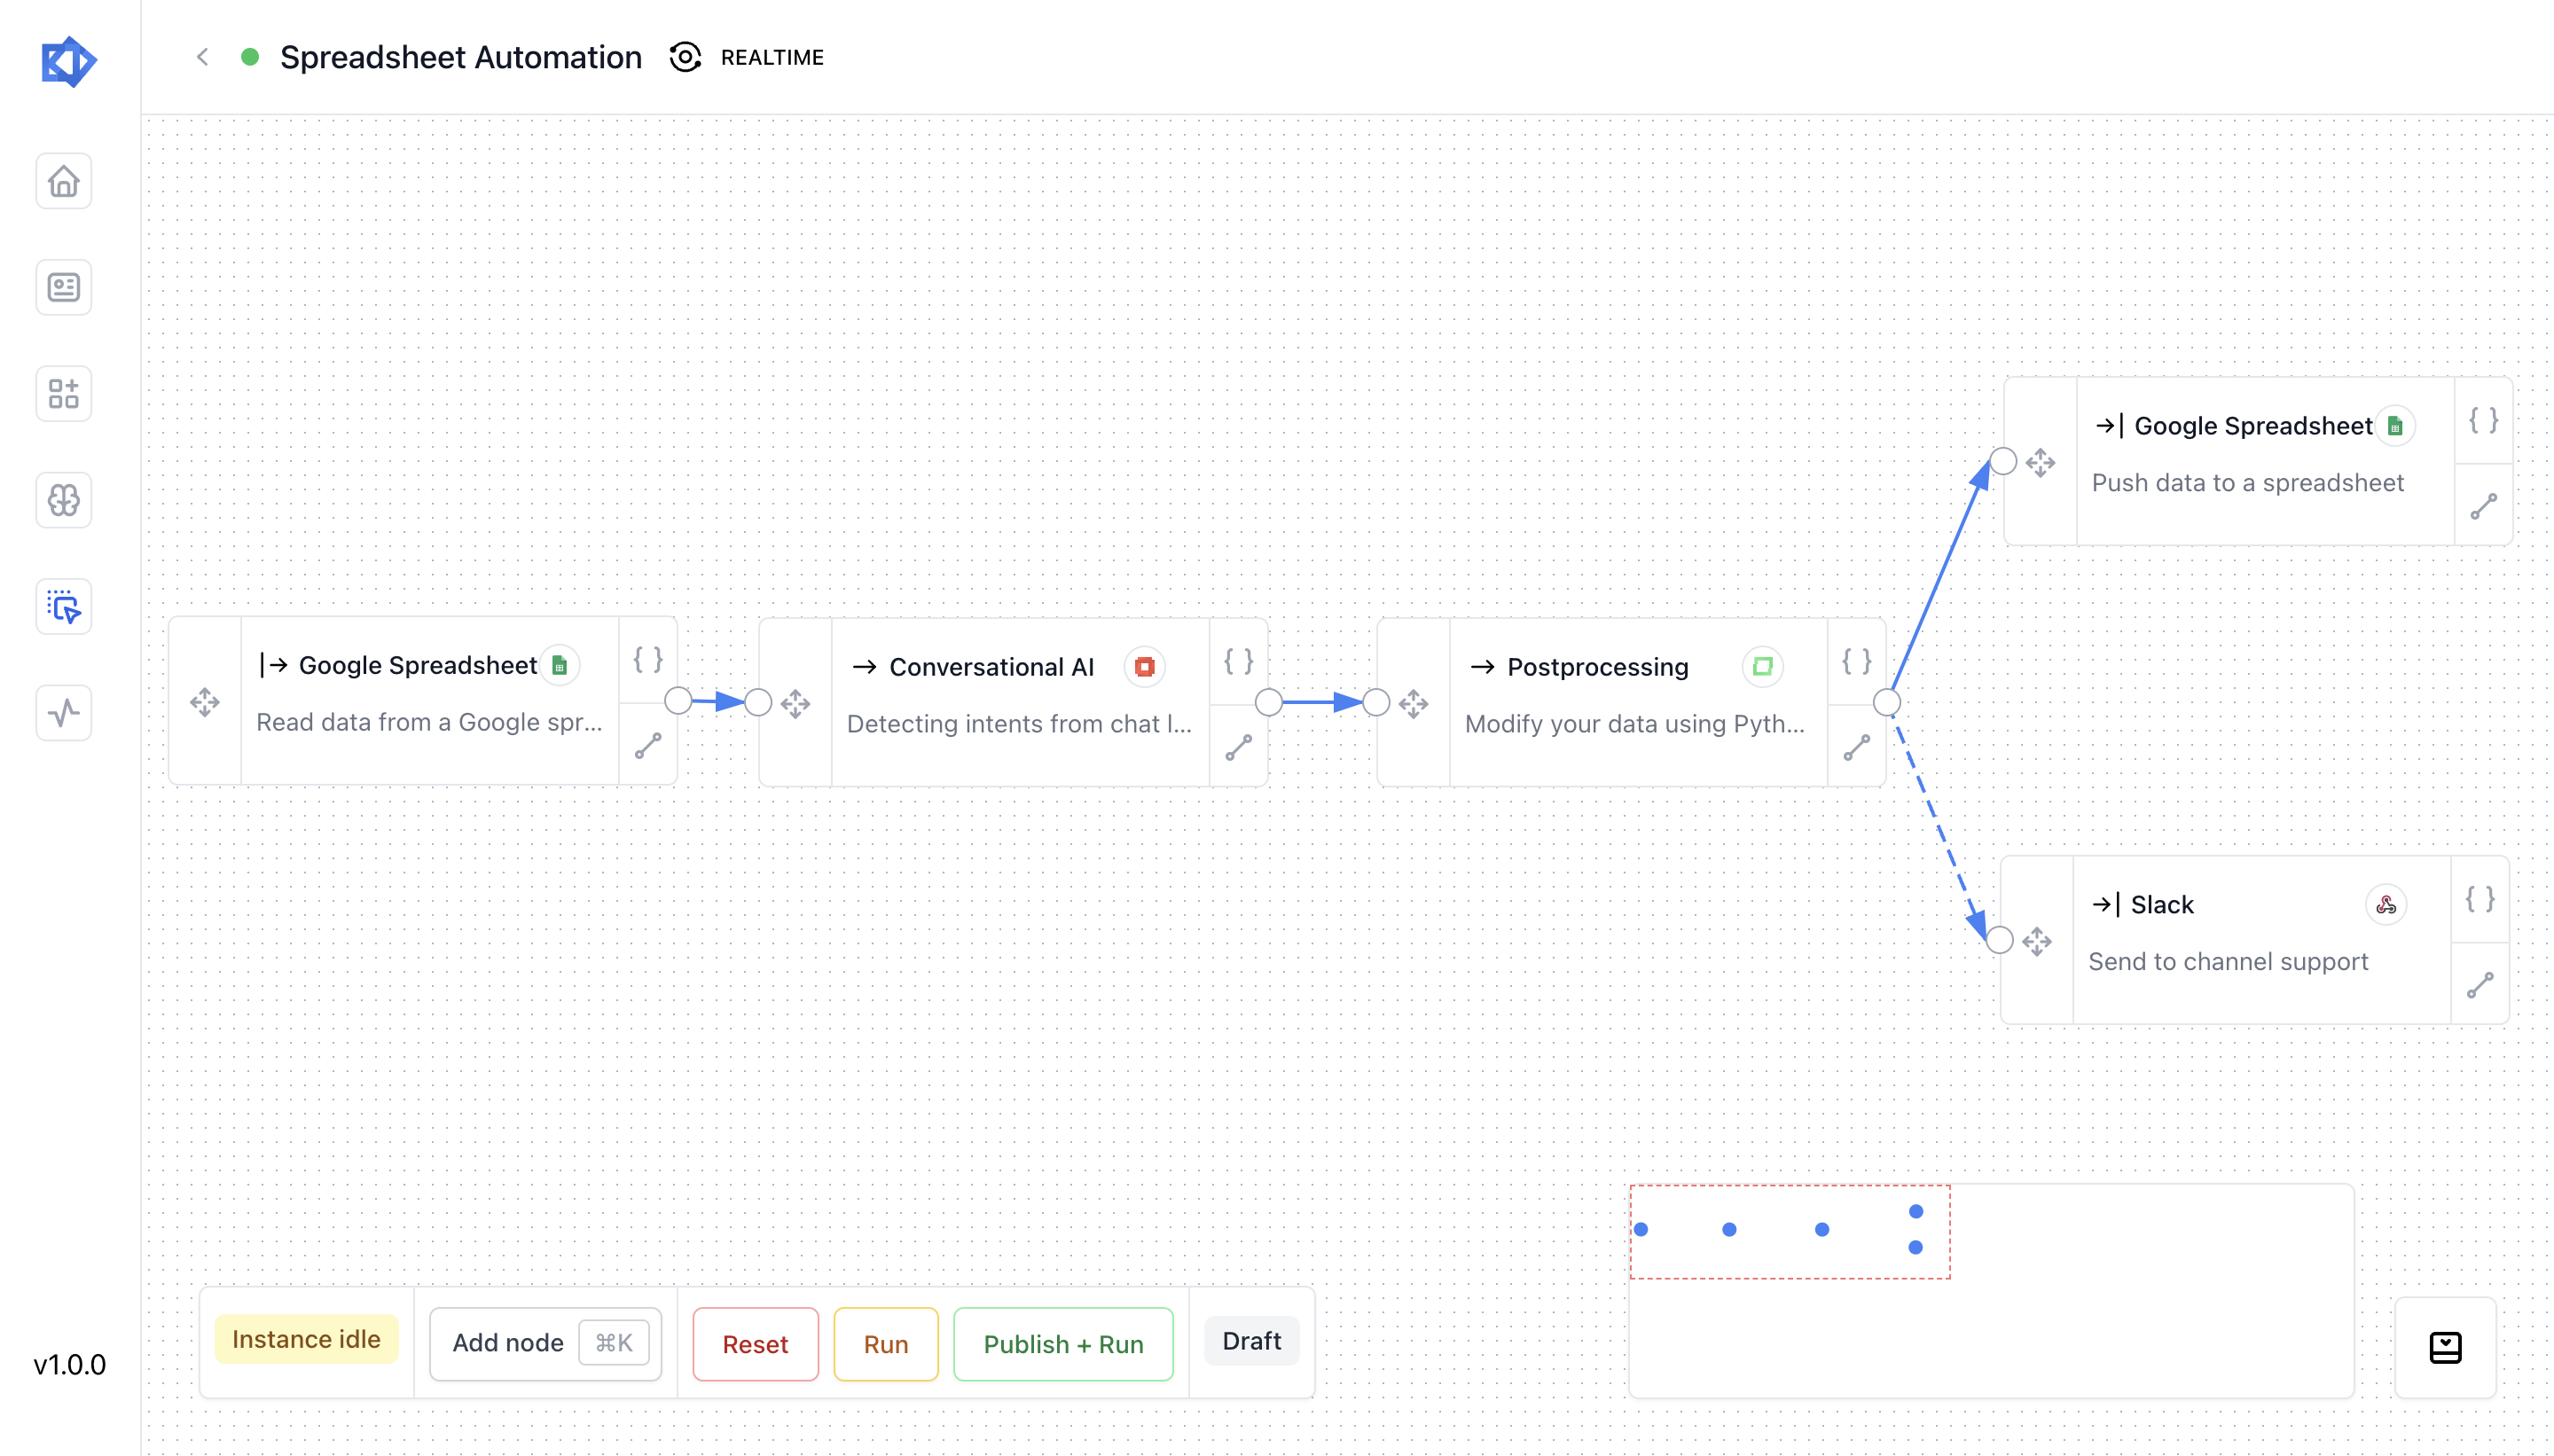 Spreadsheet Automation REALTIME
Google Spreadsheet
Push data to a spreadsheet
Google Spreadsheet
Read data from a Google spr...
Conversational AI
Detecting intents from chat l...
Postprocessing
Modify your data using Pyth...
Slack
Send to channel support
Instance idle Add node ⌘K Reset Run Publish + Run Draft
v1.0.0